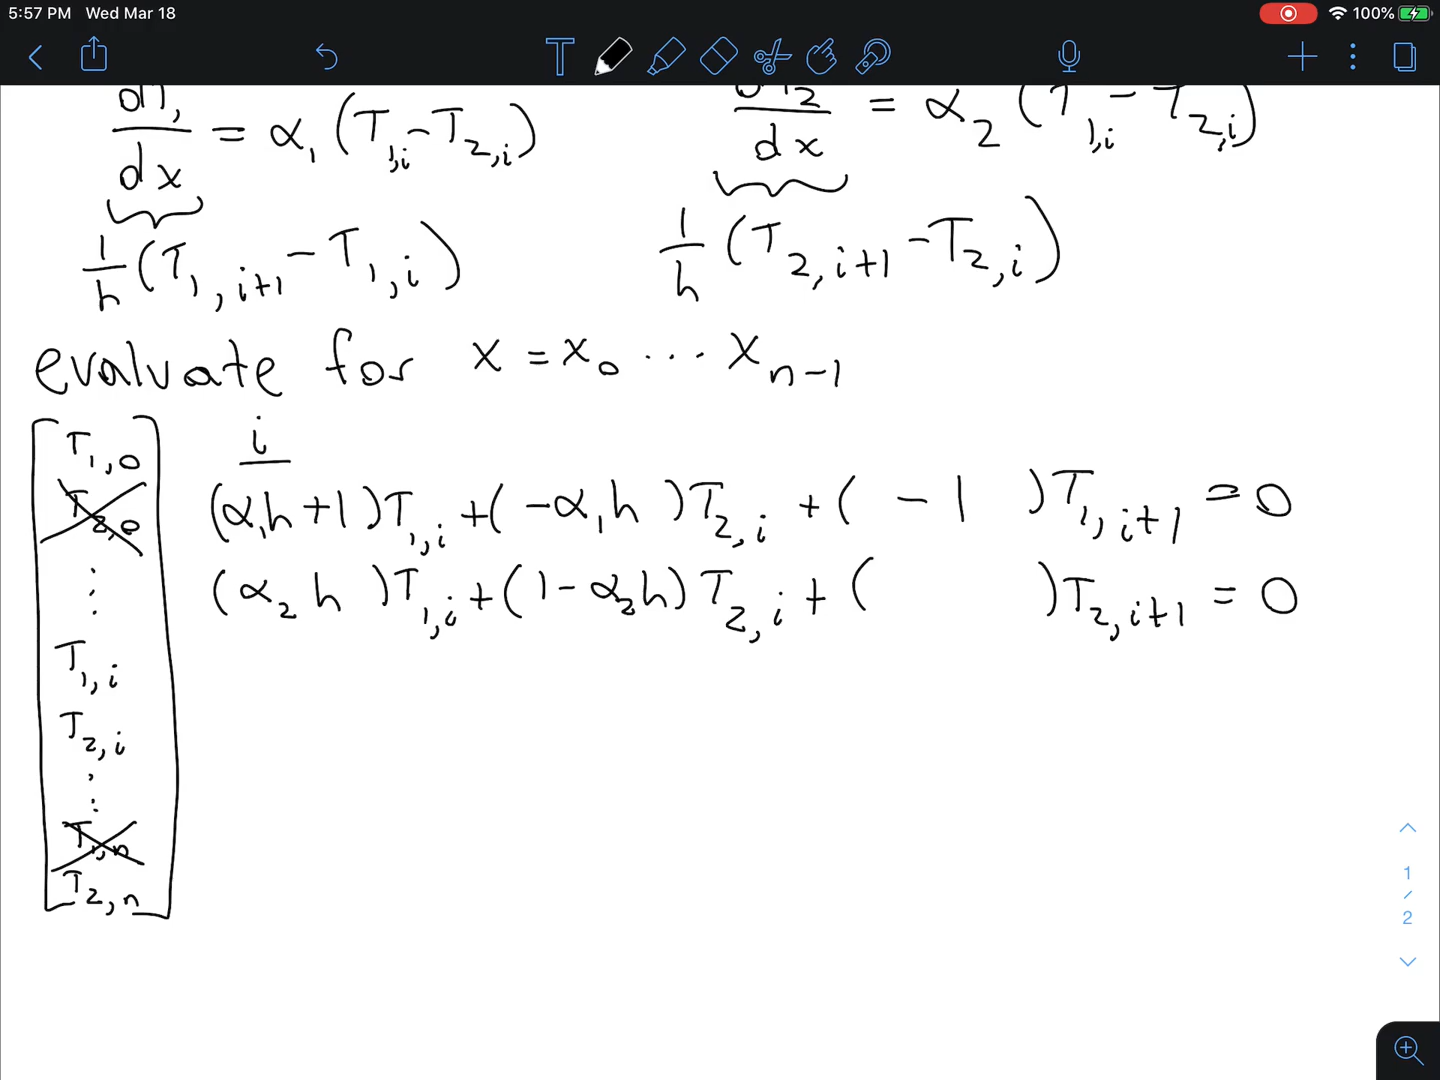 5:57 PM Wed Mar 18 100%
dT₁/dx = α₁ (T₁,ᵢ - T₂,ᵢ) dT₂/dx = α₂ (T₁,ᵢ - T₂,ᵢ)
1/h (T₁,ᵢ₊₁ - T₁,ᵢ) 1/h (T₂,ᵢ₊₁ - T₂,ᵢ)
evaluate for x = x₀ ... xₙ₋₁
T₁,₀ i
T₂,₀ (α₁h + 1)T₁,ᵢ + (-α₁h)T₂,ᵢ + ( - 1 )T₁,ᵢ₊₁ = 0
⋮ (α₂h )T₁,ᵢ + (1 - α₂h)T₂,ᵢ + ( )T₂,ᵢ₊₁ = 0
T₁,ᵢ
T₂,ᵢ
⋮
T₁,ₙ
T₂,ₙ
1
/
2